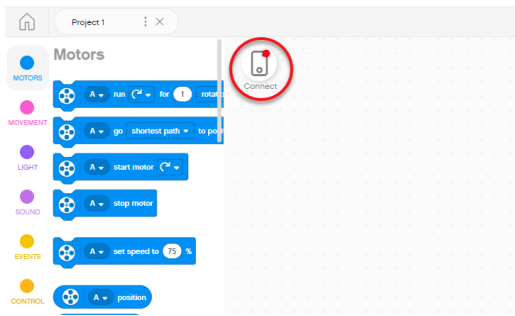 Project 1
Motors
Connect
MOTORS
A run for 1
MOVEMENT
A go shortest path to
LIGHT
A start motor
SOUND
A stop motor
EVENTS
A set speed to 75 %
CONTROL
A position